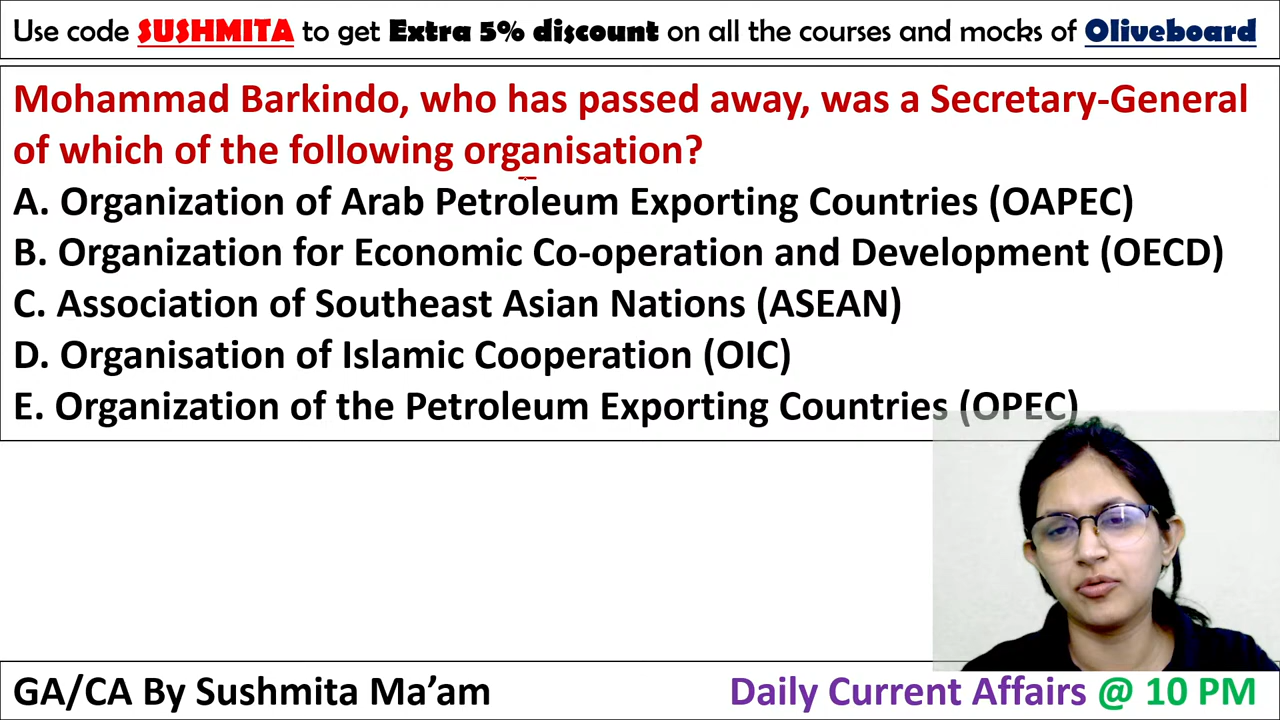 Use code SUSHMITA to get Extra 5% discount on all the courses and mocks of Oliveboard
Mohammad Barkindo, who has passed away, was a Secretary-General
of which of the following organisation?
A. Organization of Arab Petroleum Exporting Countries (OAPEC)
B. Organization for Economic Co-operation and Development (OECD)
C. Association of Southeast Asian Nations (ASEAN)
D. Organisation of Islamic Cooperation (OIC)
E. Organization of the Petroleum Exporting Countries (OPEC)
GA/CA By Sushmita Ma’am
Daily Current Affairs @ 10 PM